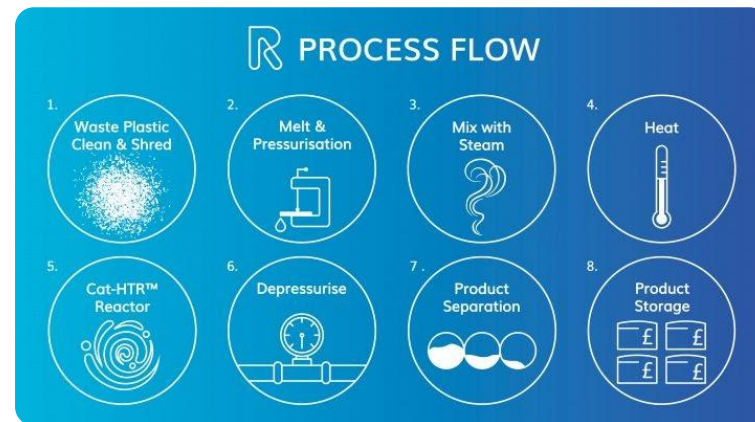 R PROCESS FLOW
1.
Waste Plastic
Clean & Shred
2.
Melt &
Pressurisation
3.
Mix with
Steam
4.
Heat
5.
Cat-HTR™
Reactor
6.
Depressurise
7.
Product
Separation
8.
Product
Storage
£ £
£ £